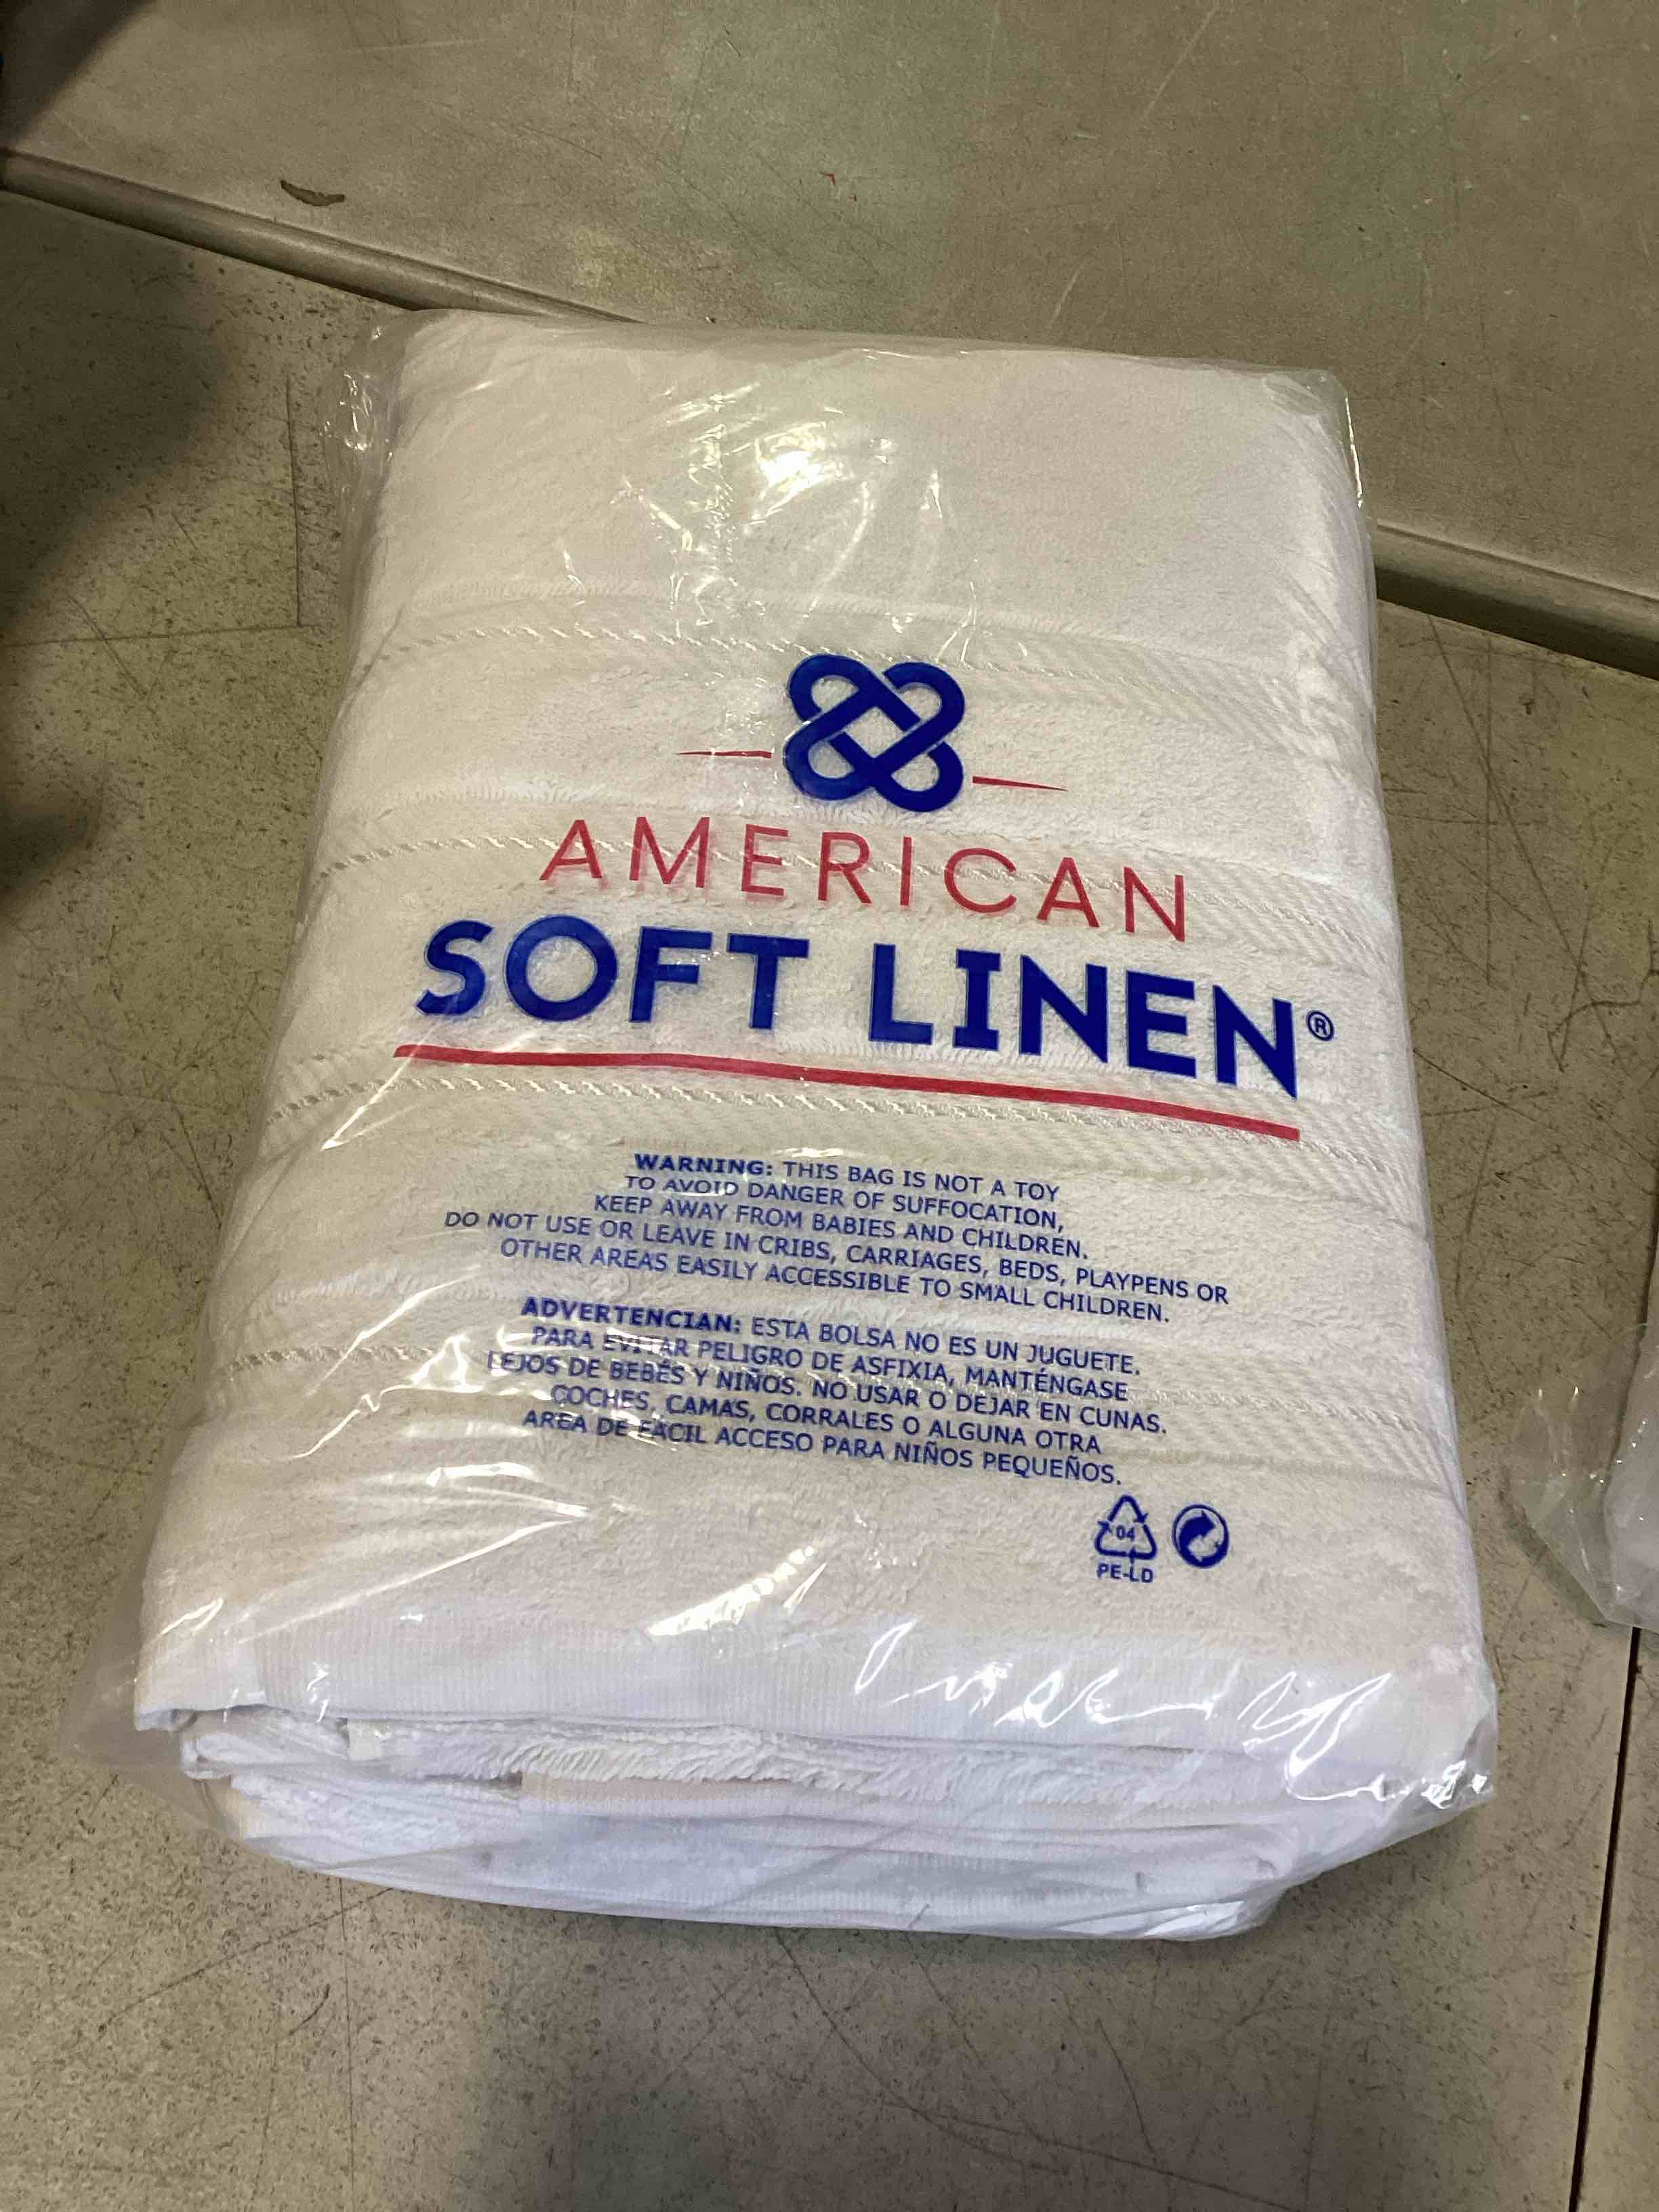 AMERICAN
SOFT LINEN®
WARNING: THIS BAG IS NOT A TOY
TO AVOID DANGER OF SUFFOCATION,
KEEP AWAY FROM BABIES AND CHILDREN.
DO NOT USE OR LEAVE IN CRIBS, CARRIAGES, BEDS, PLAYPENS OR
OTHER AREAS EASILY ACCESSIBLE TO SMALL CHILDREN.
ADVERTENCIAN: ESTA BOLSA NO ES UN JUGUETE.
PARA EVITAR PELIGRO DE ASFIXIA, MANTÉNGASE
LEJOS DE BEBÉS Y NIÑOS. NO USAR O DEJAR EN CUNAS.
COCHES, CAMAS, CORRALES O ALGUNA OTRA
AREA DE FACIL ACCESO PARA NIÑOS PEQUEÑOS.
04
PE-LD